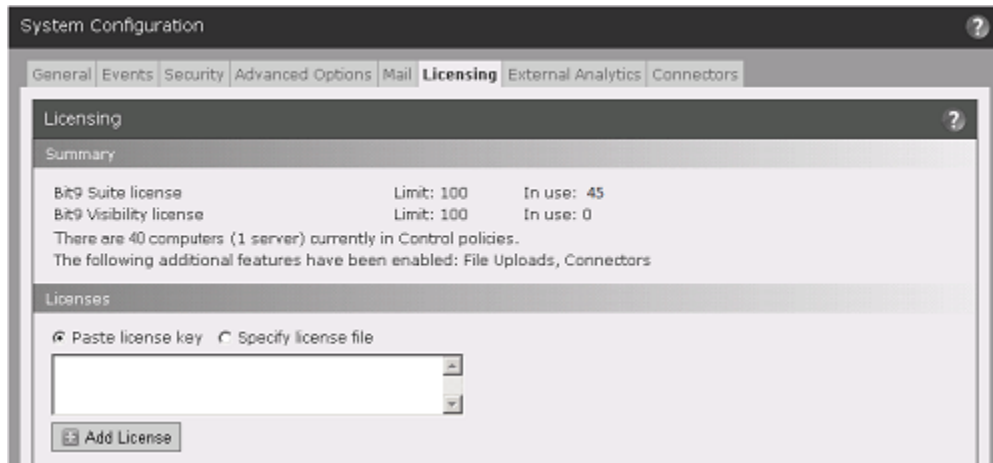 System Configuration
General Events Security Advanced Options Mail Licensing External Analytics Connectors
Licensing
Summary
Bit9 Suite license Limit: 100 In use: 45
Bit9 Visibility license Limit: 100 In use: 0
There are 40 computers (1 server) currently in Control policies.
The following additional features have been enabled: File Uploads, Connectors
Licenses
Paste license key Specify license file
Add License